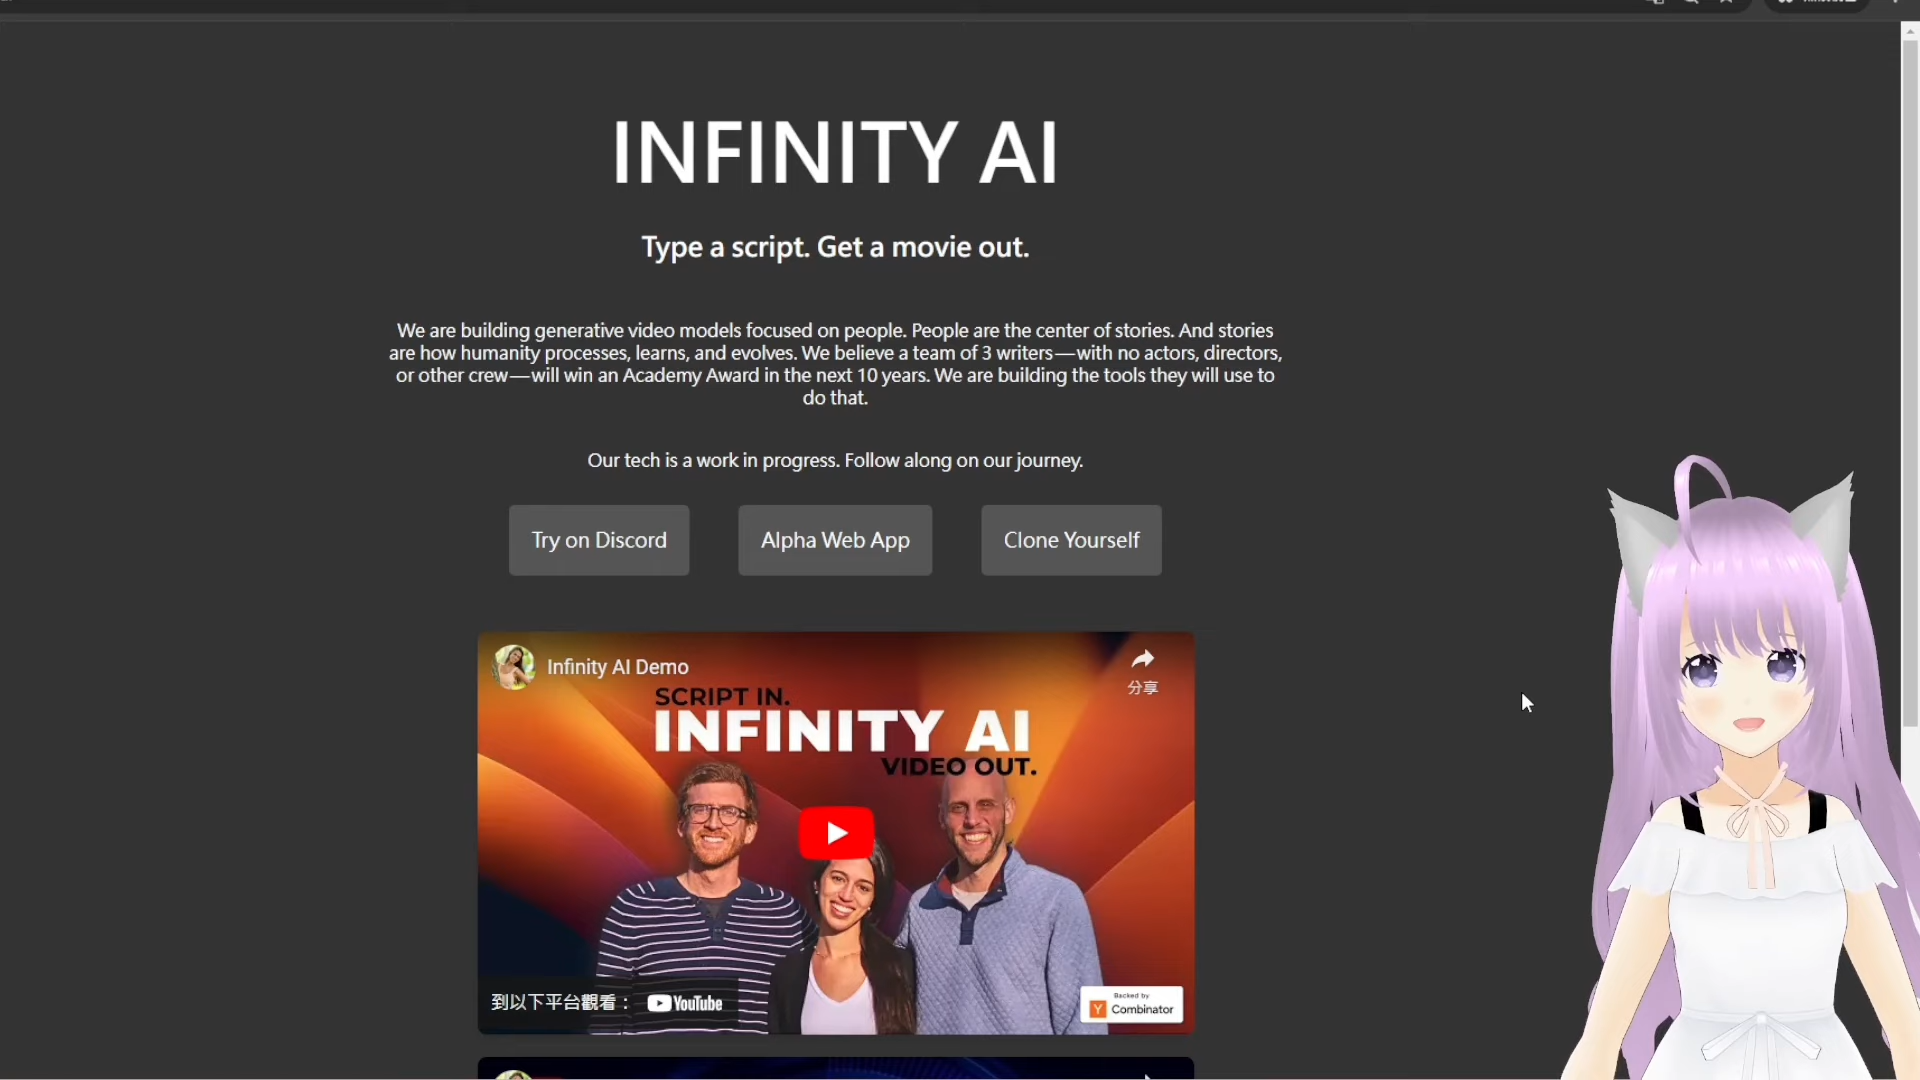 INFINITY AI
Type a script. Get a movie out.
We are building generative video models focused on people. People are the center of stories. And stories
are how humanity processes, learns, and evolves. We believe a team of 3 writers—with no actors, directors,
or other crew—will win an Academy Award in the next 10 years. We are building the tools they will use to
do that.
Our tech is a work in progress. Follow along on our journey.
Try on Discord
Alpha Web App
Clone Yourself
Infinity AI Demo
分享
SCRIPT IN.
INFINITY AI
VIDEO OUT.
到以下平台觀看：
YouTube
Backed by
Y Combinator